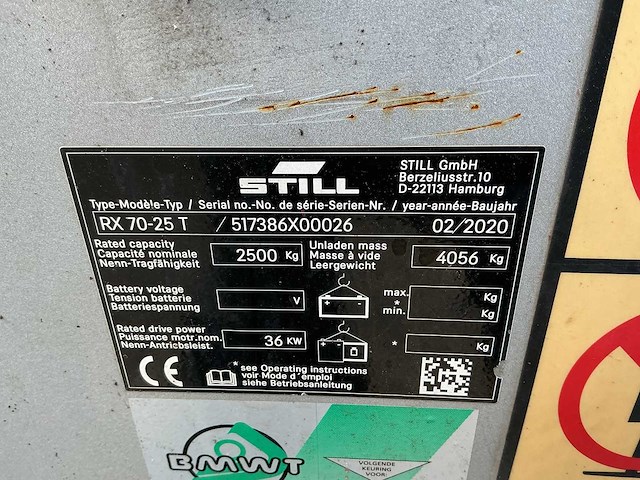 STILL
STILL GmbH
Berzeliusstr.10
D-22113 Hamburg
Type-Modèle-Typ / Serial no.-No. de série-Serien-Nr. / year-année-Baujahr
RX 70-25 T / 517386X00026 02/2020
Rated capacity
Capacité nominale
Nenn-Tragfähigkeit
2500 Kg
Unladen mass
Masse à vide
Leergewicht
4056 Kg
Battery voltage
Tension batterie
Batteriespannung
V
max.
*
min.
Kg
Kg
Rated drive power
Puissance motr.nom.
Nenn-Antriebsleist.
36 KW
* Kg
CE
* see Operating instructions
voir Mode d'emploi
siehe Betriebsanleitung
BMWT
VOLGENDE
KEURING
VOOR: